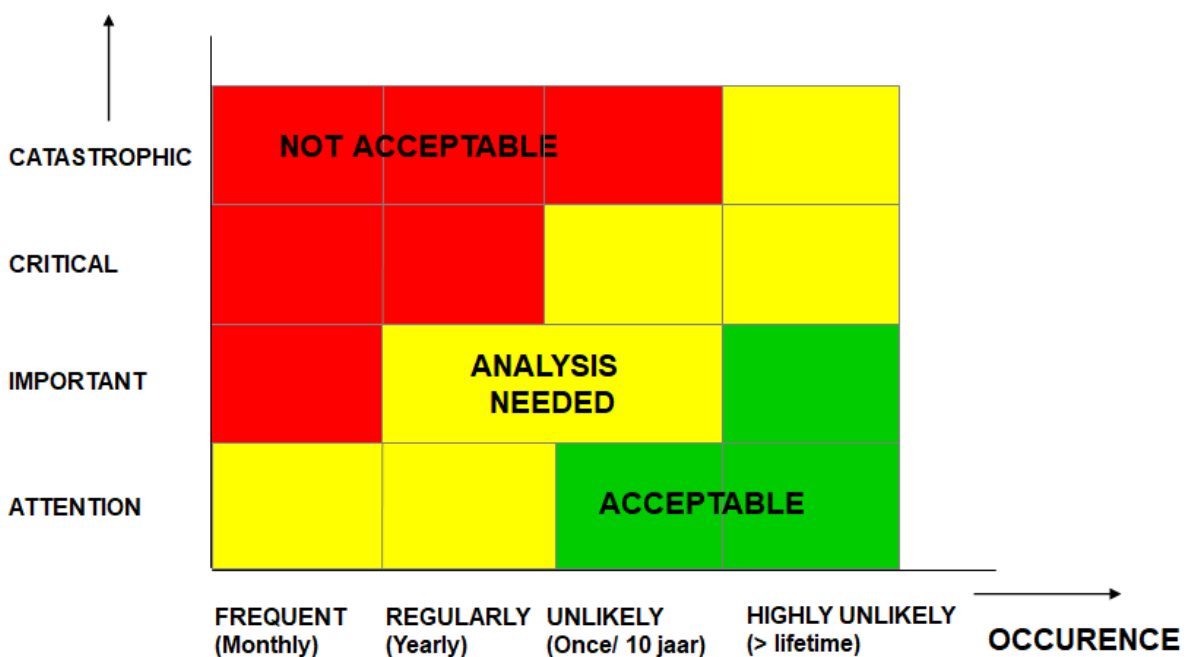 CATASTROPHIC
NOT ACCEPTABLE
CRITICAL
IMPORTANT
ANALYSIS
NEEDED
ATTENTION
ACCEPTABLE
FREQUENT
(Monthly)
REGULARLY
(Yearly)
UNLIKELY
(Once/ 10 jaar)
HIGHLY UNLIKELY
(> lifetime)
OCCURENCE